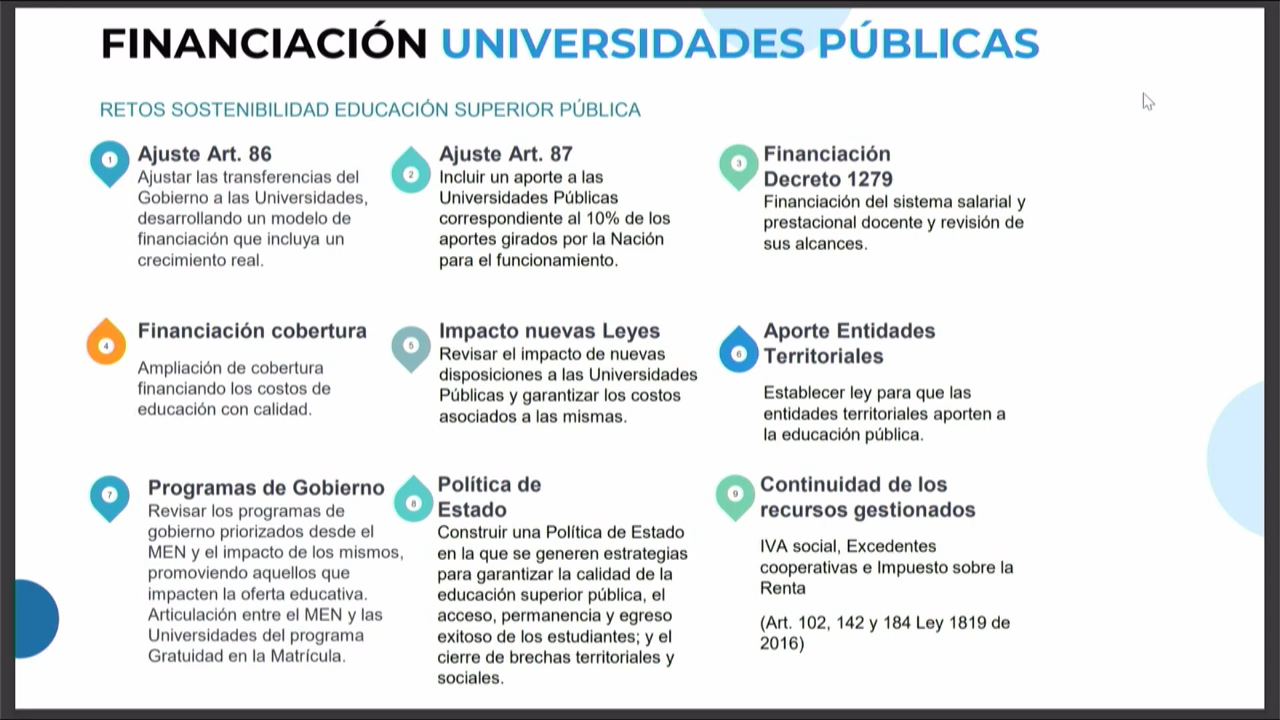 FINANCIACIÓN UNIVERSIDADES PÚBLICAS
RETOS SOSTENIBILIDAD EDUCACIÓN SUPERIOR PÚBLICA
1
Ajuste Art. 86
Ajustar las transferencias del
Gobierno a las Universidades,
desarrollando un modelo de
financiación que incluya un
crecimiento real.
2
Ajuste Art. 87
Incluir un aporte a las
Universidades Públicas
correspondiente al 10% de los
aportes girados por la Nación
para el funcionamiento.
3
Financiación
Decreto 1279
Financiación del sistema salarial y
prestacional docente y revisión de
sus alcances.
4
Financiación cobertura
Ampliación de cobertura
financiando los costos de
educación con calidad.
5
Impacto nuevas Leyes
Revisar el impacto de nuevas
disposiciones a las Universidades
Públicas y garantizar los costos
asociados a las mismas.
6
Aporte Entidades
Territoriales
Establecer ley para que las
entidades territoriales aporten a
la educación pública.
7
Programas de Gobierno
Revisar los programas de
gobierno priorizados desde el
MEN y el impacto de los mismos,
promoviendo aquellos que
impacten la oferta educativa.
Articulación entre el MEN y las
Universidades del programa
Gratuidad en la Matrícula.
8
Política de
Estado
Construir una Política de Estado
en la que se generen estrategias
para garantizar la calidad de la
educación superior pública, el
acceso, permanencia y egreso
exitoso de los estudiantes; y el
cierre de brechas territoriales y
sociales.
9
Continuidad de los
recursos gestionados
IVA social, Excedentes
cooperativas e Impuesto sobre la
Renta
(Art. 102, 142 y 184 Ley 1819 de
2016)